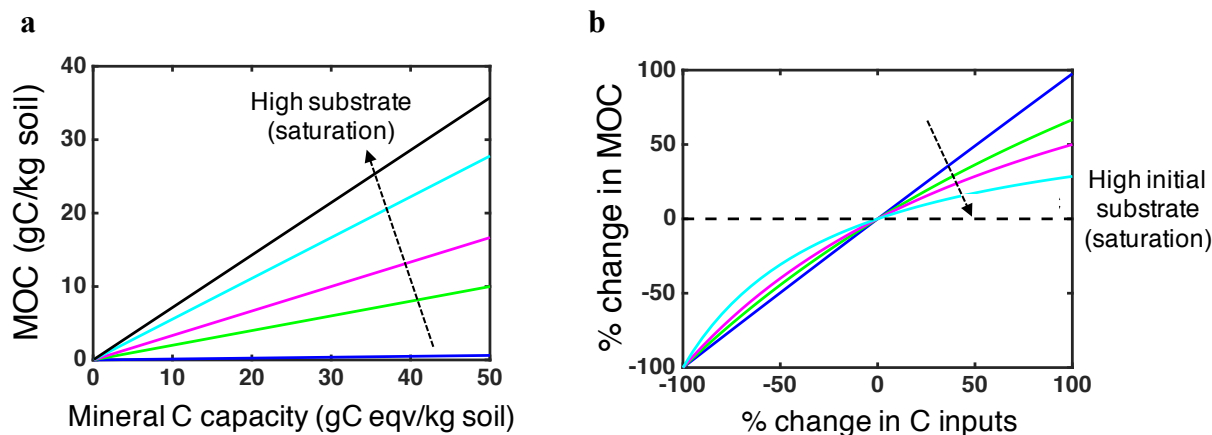 a
MOC (gC/kg soil)
40
30
20
10
0
High substrate
(saturation)
0 10 20 30 40 50
Mineral C capacity (gC eqv/kg soil)
b
% change in MOC
100
50
0
-50
-100
High initial
substrate
(saturation)
-100 -50 0 50 100
% change in C inputs